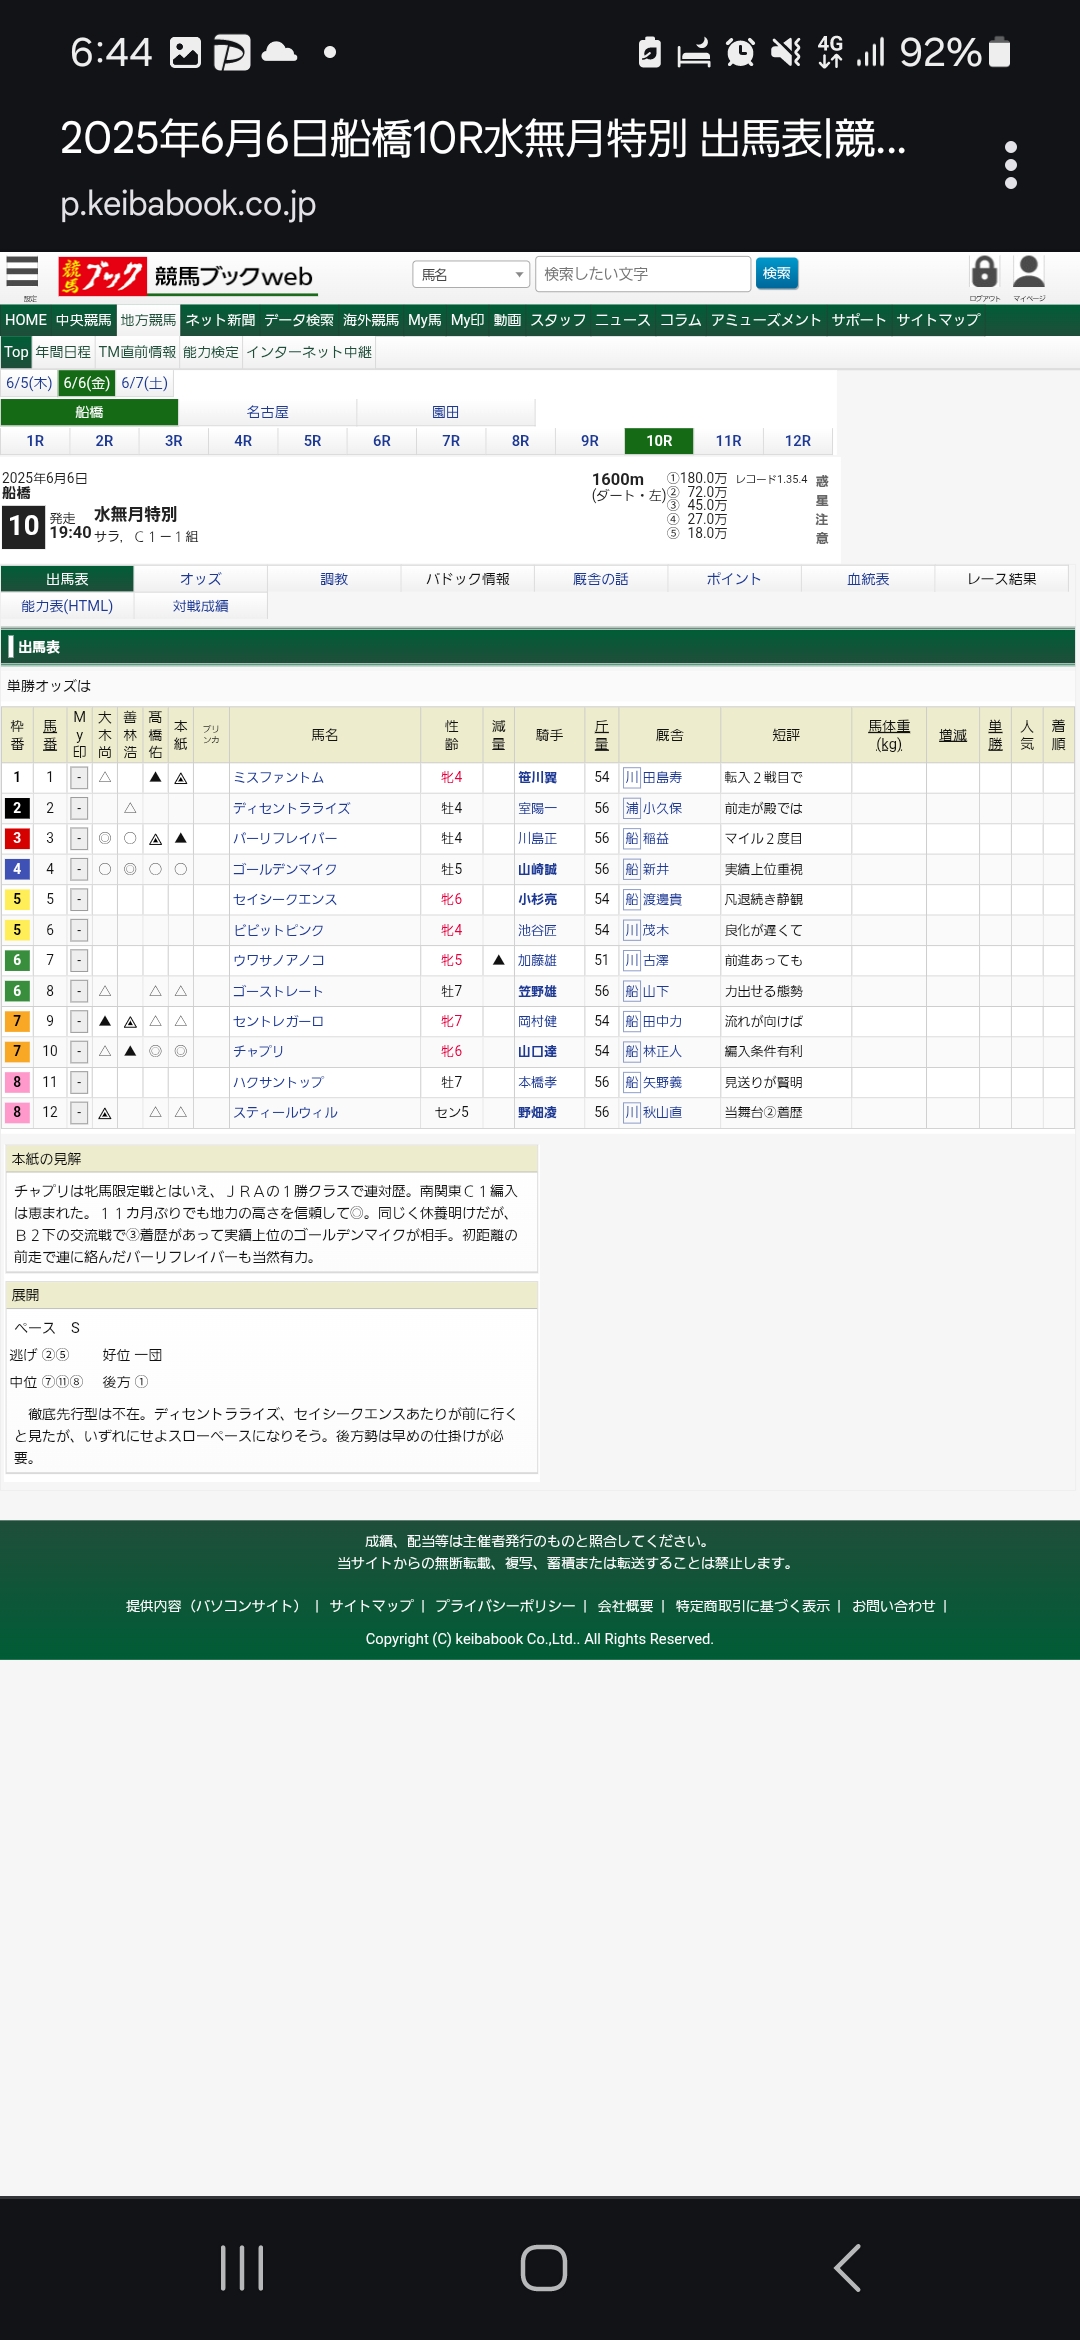 6:44 4G 92%
2025年6月6日船橋10R水無月特別 出馬表|競...
p.keibabook.co.jp
設定 競馬ブック 競馬ブックweb 馬名 検索したい文字 検索 ログアウト マイページ
HOME 中央競馬 地方競馬 ネット新聞 データ検索 海外競馬 My馬 My印 動画 スタッフ ニュース コラム アミューズメント サポート サイトマップ
Top 年間日程 TM直前情報 能力検定 インターネット中継
6/5(木) 6/6(金) 6/7(土)
船橋 名古屋 園田
1R 2R 3R 4R 5R 6R 7R 8R 9R 10R 11R 12R
2025年6月6日
船橋
10 発走 19:40 水無月特別
サラ, C1-1組
1600m
(ダート・左)
①180.0万
② 72.0万
③ 45.0万
④ 27.0万
⑤ 18.0万
レコード1.35.4
惑星注意
出馬表 オッズ 調教 パドック情報 厩舎の話 ポイント 血統表 レース結果
能力表(HTML) 対戦成績
出馬表
単勝オッズは
枠番 馬番 My印 大木尚 善林浩 髙橋佑 本紙 ブリンカ 馬名 性齢 減量 騎手 斤量 厩舎 短評 馬体重(kg) 増減 単勝 人気 着順
1 1 - △ ▲ ◬ ミスファントム 牝4 笹川翼 54 川田島寿 転入2戦目で
2 2 - △ ディセントラライズ 牡4 室陽一 56 浦小久保 前走が殿では
3 3 - ◎ ○ ◬ ▲ バーリフレイバー 牡4 川島正 56 船稲益 マイル2度目
4 4 - ○ ◎ ○ ○ ゴールデンマイク 牡5 山崎誠 56 船新井 実績上位重視
5 5 - セイシークエンス 牝6 小杉亮 54 船渡邊貴 凡退続き静観
5 6 - ビビットピンク 牝4 池谷匠 54 川茂木 良化が遅くて
6 7 - ウワサノアノコ 牝5 ▲ 加藤雄 51 川古澤 前進あっても
6 8 - △ △ △ ゴーストレート 牡7 笠野雄 56 船山下 力出せる態勢
7 9 - ▲ ◬ △ △ セントレガーロ 牝7 岡村健 54 船田中力 流れが向けば
7 10 - △ ▲ ◎ ◎ チャプリ 牝6 山口達 54 船林正人 編入条件有利
8 11 - ハクサントップ 牡7 本橋孝 56 船矢野義 見送りが賢明
8 12 - ◬ △ △ スティールウィル セン5 野畑凌 56 川秋山直 当舞台②着歴
本紙の見解
チャプリは牝馬限定戦とはいえ、JRAの1勝クラスで連対歴。南関東C1編入
は恵まれた。11カ月ぶりでも地力の高さを信頼して◎。同じく休養明けだが、
B2下の交流戦で③着歴があって実績上位のゴールデンマイクが相手。初距離の
前走で連に絡んだバーリフレイバーも当然有力。
展開
ペース S
逃げ ②⑤ 好位 一団
中位 ⑦⑪⑧ 後方 ①
徹底先行型は不在。ディセントラライズ、セイシークエンスあたりが前に行く
と見たが、いずれにせよスローペースになりそう。後方勢は早めの仕掛けが必
要。
成績、配当等は主催者発行のものと照合してください。
当サイトからの無断転載、複写、蓄積または転送することは禁止します。
提供内容（パソコンサイト） | サイトマップ | プライバシーポリシー | 会社概要 | 特定商取引に基づく表示 | お問い合わせ |
Copyright (C) keibabook Co.,Ltd.. All Rights Reserved.